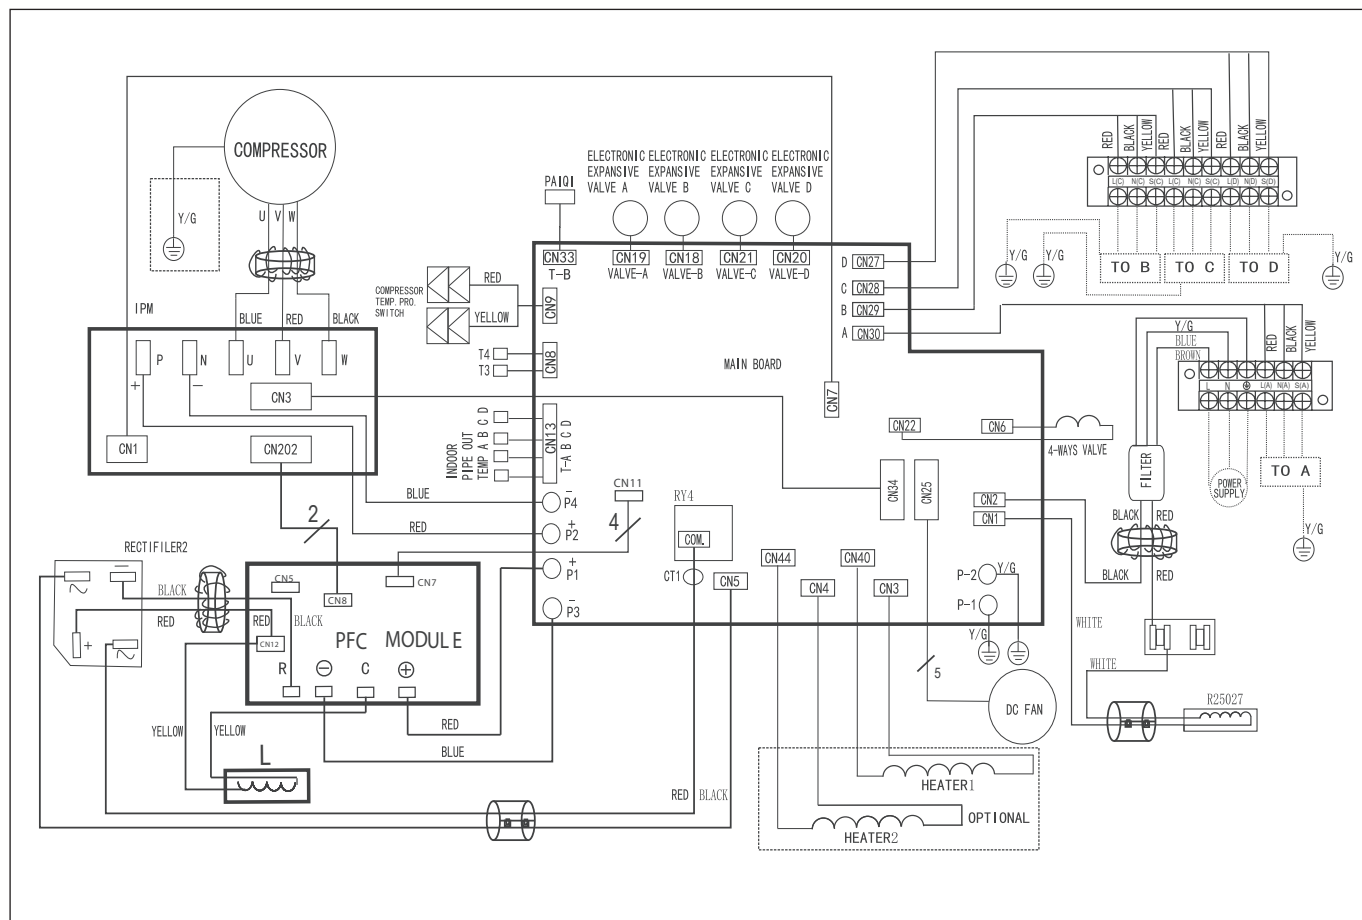 COMPRESSOR
Y/G
U V W
IPM
BLUE
RED
BLACK
P
N
U
V
W
+
−
CN3
CN1
CN202
PAIQI
CN33
T-B
ELECTRONIC EXPANSIVE VALVE A
ELECTRONIC EXPANSIVE VALVE B
ELECTRONIC EXPANSIVE VALVE C
ELECTRONIC EXPANSIVE VALVE D
CN19
CN18
CN21
CN20
VALVE-A
VALVE-B
VALVE-C
VALVE-D
COMPRESSOR
TEMP. PRO.
SWITCH
RED
YELLOW
CN9
T4
T3
CN8
MAIN BOARD
CN7
INDOOR
PIPE OUT
TEMP A B C D
CN13
T-A B C D
D CN27
C CN28
B CN29
A CN30
RED
BLACK
YELLOW
RED
BLACK
YELLOW
RED
BLACK
YELLOW
L(C) N(C) S(C) L(C) N(C) S(C) L(D) N(D) S(D)
Y/G
Y/G
TO B
TO C
TO D
Y/G
Y/G
BLUE
BROWN
RED
BLACK
YELLOW
L N L(A) N(A) S(A)
POWER
SUPPLY
TO A
Y/G
FILTER
BLACK
RED
BLACK
RED
CN22
CN6
4-WAYS VALVE
CN34
CN25
CN2
CN1
BLUE
RED
−
P4
+
P2
+
P1
−
P3
CN11
4
2
RY4
COM.
CT1
CN5
CN44
CN4
CN40
CN3
P-2
Y/G
P-1
Y/G
5
DC FAN
WHITE
WHITE
R25027
RECTIFILER2
−
+
BLACK
RED
RED
BLACK
CN5
CN8
CN7
CN12
PFC MODULE
R
−
C
+
YELLOW
YELLOW
L
RED
BLUE
RED
BLACK
HEATER1
HEATER2
OPTIONAL